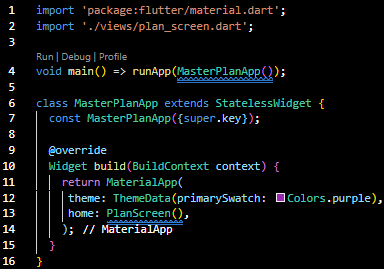 1 import 'package:flutter/material.dart';
2 import './views/plan_screen.dart';
3
Run | Debug | Profile
4 void main() => runApp(MasterPlanApp());
5
6 class MasterPlanApp extends StatelessWidget {
7 const MasterPlanApp({super.key});
8
9 @override
10 Widget build(BuildContext context) {
11 return MaterialApp(
12 theme: ThemeData(primarySwatch: Colors.purple),
13 home: PlanScreen(),
14 ); // MaterialApp
15 }
16 }